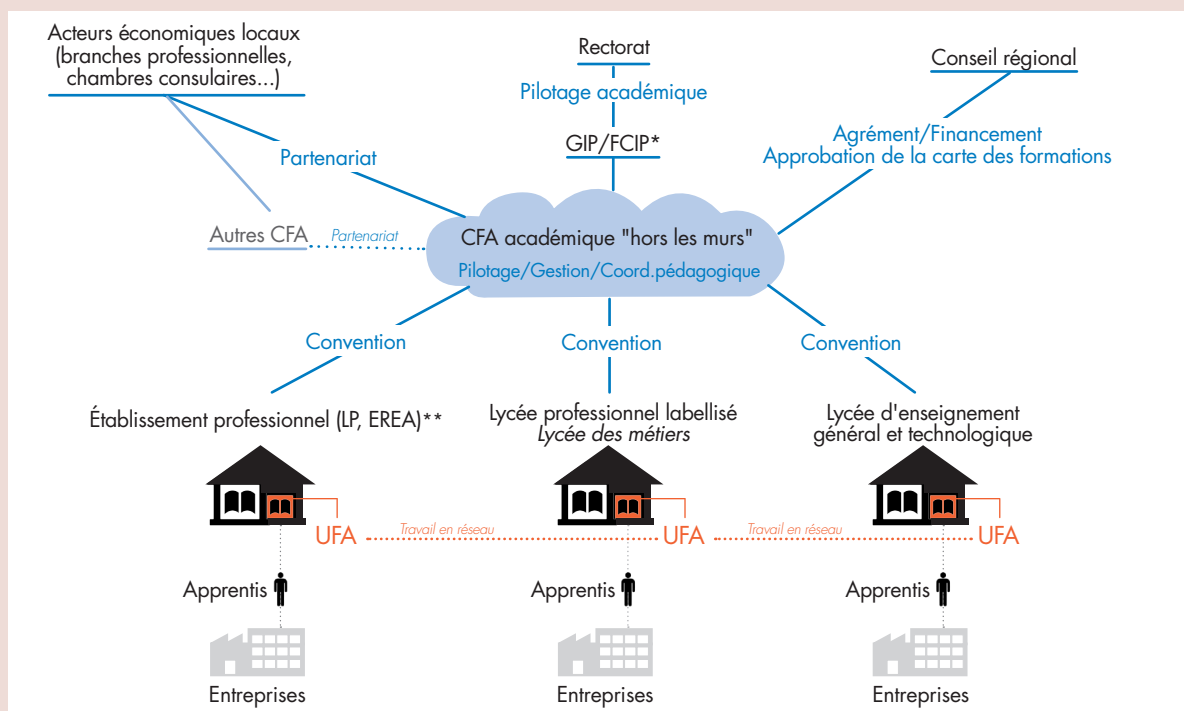 Acteurs économiques locaux
(branches professionnelles,
chambres consulaires...)
Rectorat
Conseil régional
Pilotage académique
Agrément/Financement
Approbation de la carte des formations
GIP/FCIP*
Partenariat
Autres CFA
Partenariat
CFA académique "hors les murs"
Pilotage/Gestion/Coord.pédagogique
Convention
Convention
Convention
Établissement professionnel (LP, EREA)**
Lycée professionnel labellisé
Lycée des métiers
Lycée d'enseignement
général et technologique
UFA
Travail en réseau
UFA
Travail en réseau
UFA
Apprentis
Apprentis
Apprentis
Entreprises
Entreprises
Entreprises